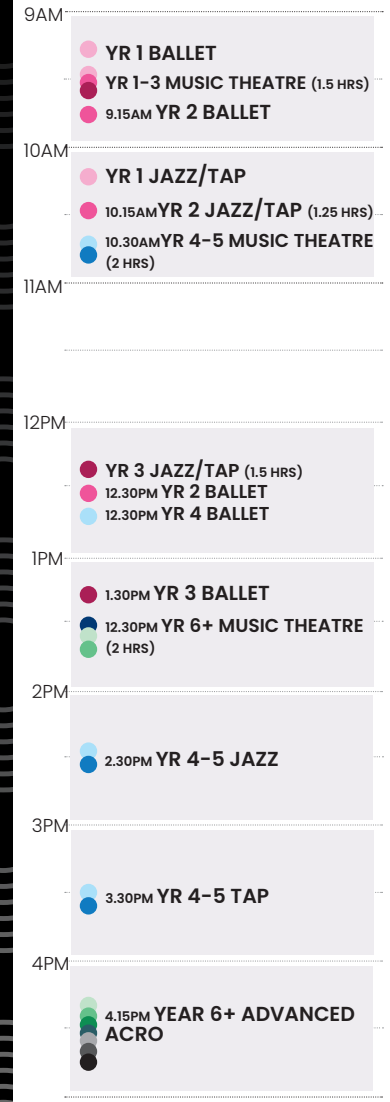 9AM
YR 1 BALLET
YR 1-3 MUSIC THEATRE (1.5 HRS)
9.15AM YR 2 BALLET
10AM
YR 1 JAZZ/TAP
10.15AM YR 2 JAZZ/TAP (1.25 HRS)
10.30AM YR 4-5 MUSIC THEATRE
(2 HRS)
11AM
12PM
YR 3 JAZZ/TAP (1.5 HRS)
12.30PM YR 2 BALLET
12.30PM YR 4 BALLET
1PM
1.30PM YR 3 BALLET
12.30PM YR 6+ MUSIC THEATRE
(2 HRS)
2PM
2.30PM YR 4-5 JAZZ
3PM
3.30PM YR 4-5 TAP
4PM
4.15PM YEAR 6+ ADVANCED
ACRO